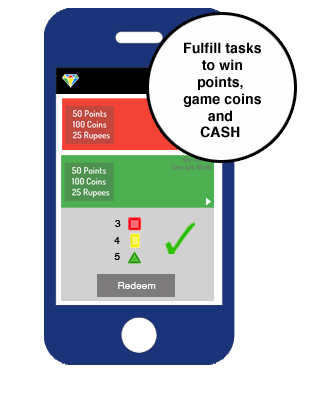 Fulfill tasks
to win
points,
game coins
and
CASH
50 Points
100 Coins
25 Rupees
50 Points
100 Coins
25 Rupees
3
4
5
Redeem